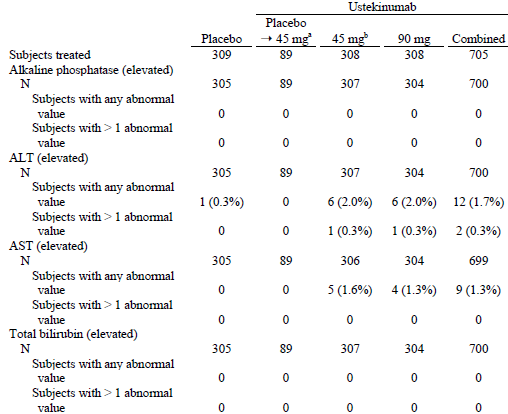 Ustekinumab
Placebo
Placebo → 45 mgᵃ 45 mgᵇ 90 mg Combined
Subjects treated 309 89 308 308 705
Alkaline phosphatase (elevated)
N 305 89 307 304 700
Subjects with any abnormal
value 0 0 0 0 0
Subjects with > 1 abnormal
value 0 0 0 0 0
ALT (elevated)
N 305 89 307 304 700
Subjects with any abnormal
value 1 (0.3%) 0 6 (2.0%) 6 (2.0%) 12 (1.7%)
Subjects with > 1 abnormal
value 0 0 1 (0.3%) 1 (0.3%) 2 (0.3%)
AST (elevated)
N 305 89 306 304 699
Subjects with any abnormal
value 0 0 5 (1.6%) 4 (1.3%) 9 (1.3%)
Subjects with > 1 abnormal
value 0 0 0 0 0
Total bilirubin (elevated)
N 305 89 307 304 700
Subjects with any abnormal
value 0 0 0 0 0
Subjects with > 1 abnormal
value 0 0 0 0 0